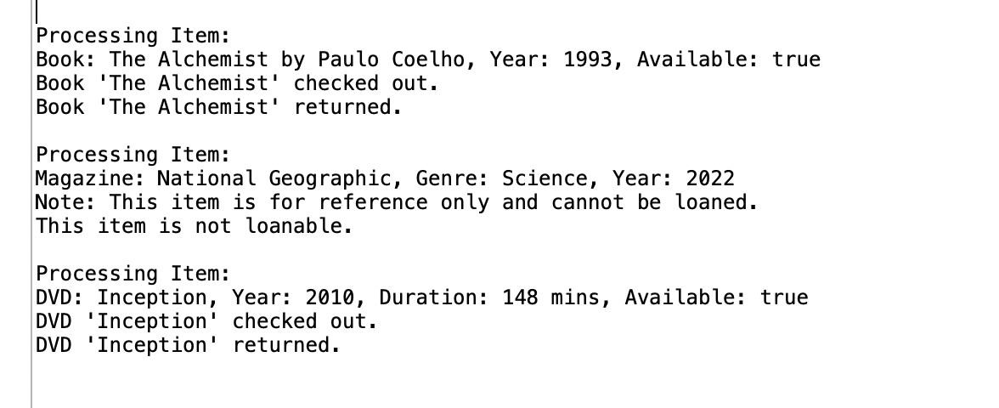 Processing Item:
Book: The Alchemist by Paulo Coelho, Year: 1993, Available: true
Book 'The Alchemist' checked out.
Book 'The Alchemist' returned.
Processing Item:
Magazine: National Geographic, Genre: Science, Year: 2022
Note: This item is for reference only and cannot be loaned.
This item is not loanable.
Processing Item:
DVD: Inception, Year: 2010, Duration: 148 mins, Available: true
DVD 'Inception' checked out.
DVD 'Inception' returned.